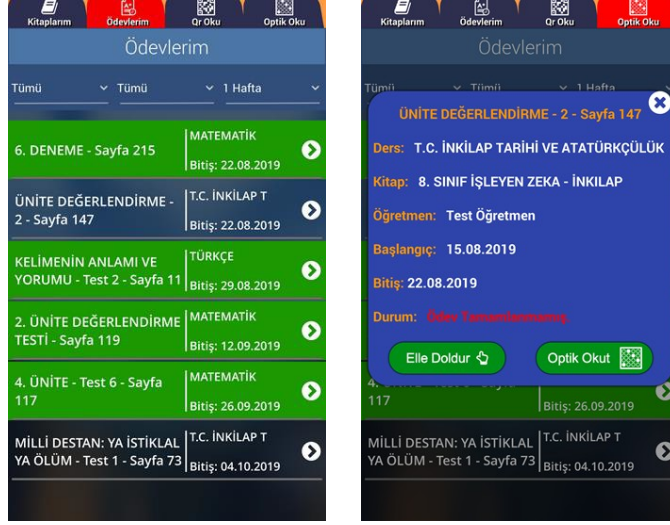 Kitaplarım
Ödevlerim
Qr Oku
Optik Oku
Ödevlerim
Tümü
Tümü
1 Hafta
6. DENEME - Sayfa 215
MATEMATİK
Bitiş: 22.08.2019
ÜNİTE DEĞERLENDİRME -
2 - Sayfa 147
T.C. İNKİLAP T
Bitiş: 22.08.2019
KELİMENİN ANLAMI VE
YORUMU - Test 2 - Sayfa 11
TÜRKÇE
Bitiş: 29.08.2019
2. ÜNİTE DEĞERLENDİRME
TESTİ - Sayfa 119
MATEMATİK
Bitiş: 12.09.2019
4. ÜNİTE - Test 6 - Sayfa
117
MATEMATİK
Bitiş: 26.09.2019
MİLLİ DESTAN: YA İSTİKLAL
YA ÖLÜM - Test 1 - Sayfa 73
T.C. İNKİLAP T
Bitiş: 04.10.2019
Kitaplarım
Ödevlerim
Qr Oku
Optik Oku
Ödevlerim
Tümü
Tümü
1 Hafta
ÜNİTE DEĞERLENDİRME - 2 - Sayfa 147
Ders: T.C. İNKİLAP TARİHİ VE ATATÜRKÇÜLÜK
Kitap: 8. SINIF İŞLEYEN ZEKA - İNKILAP
Öğretmen: Test Öğretmen
Başlangıç: 15.08.2019
Bitiş: 22.08.2019
Durum: Ödev Tamamlanmamış
Elle Doldur
Optik Okut
117
Bitiş: 26.09.2019
MİLLİ DESTAN: YA İSTİKLAL
YA ÖLÜM - Test 1 - Sayfa 73
T.C. İNKİLAP T
Bitiş: 04.10.2019